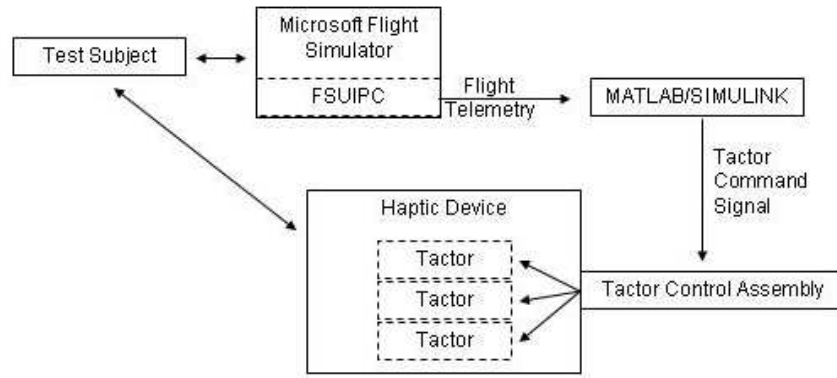 Microsoft Flight
Simulator
Test Subject
FSUIPC
Flight
Telemetry
MATLAB/SIMULINK
Tactor
Command
Signal
Haptic Device
Tactor
Tactor
Tactor
Tactor Control Assembly